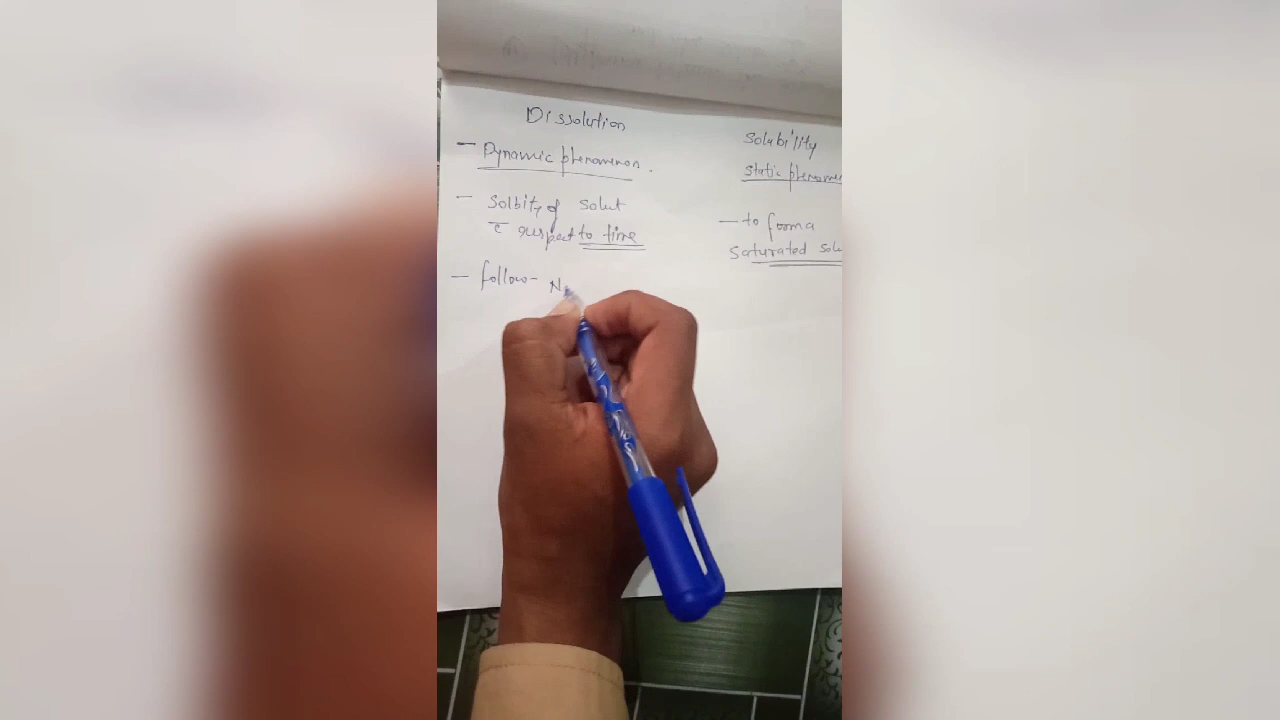 Dissolution
- Dynamic phenomenon.
- Solbity of Solut
c̅ respect to time
- follow- N
Solubility
Static phenomen
- to form a
Saturated solu